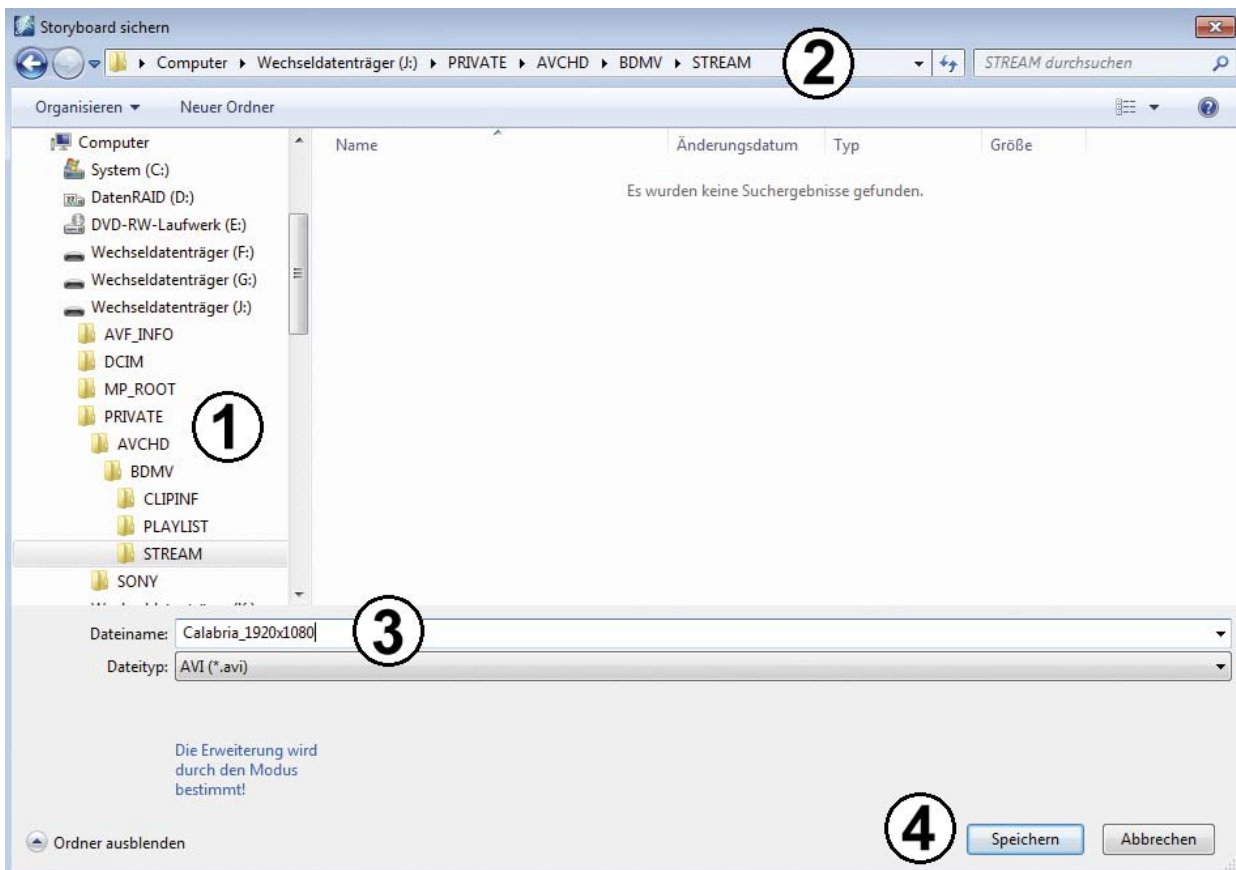 Storyboard sichern
Computer ▸ Wechseldatenträger (J:) ▸ PRIVATE ▸ AVCHD ▸ BDMV ▸ STREAM
2
STREAM durchsuchen
Organisieren
Neuer Ordner
Computer
System (C:)
DatenRAID (D:)
DVD-RW-Laufwerk (E:)
Wechseldatenträger (F:)
Wechseldatenträger (G:)
Wechseldatenträger (J:)
AVF_INFO
DCIM
MP_ROOT
PRIVATE
1
AVCHD
BDMV
CLIPINF
PLAYLIST
STREAM
SONY
Name
Änderungsdatum
Typ
Größe
Es wurden keine Suchergebnisse gefunden.
Dateiname: Calabria_1920x1080
3
Dateityp: AVI (*.avi)
Die Erweiterung wird
durch den Modus
bestimmt!
Ordner ausblenden
4
Speichern
Abbrechen